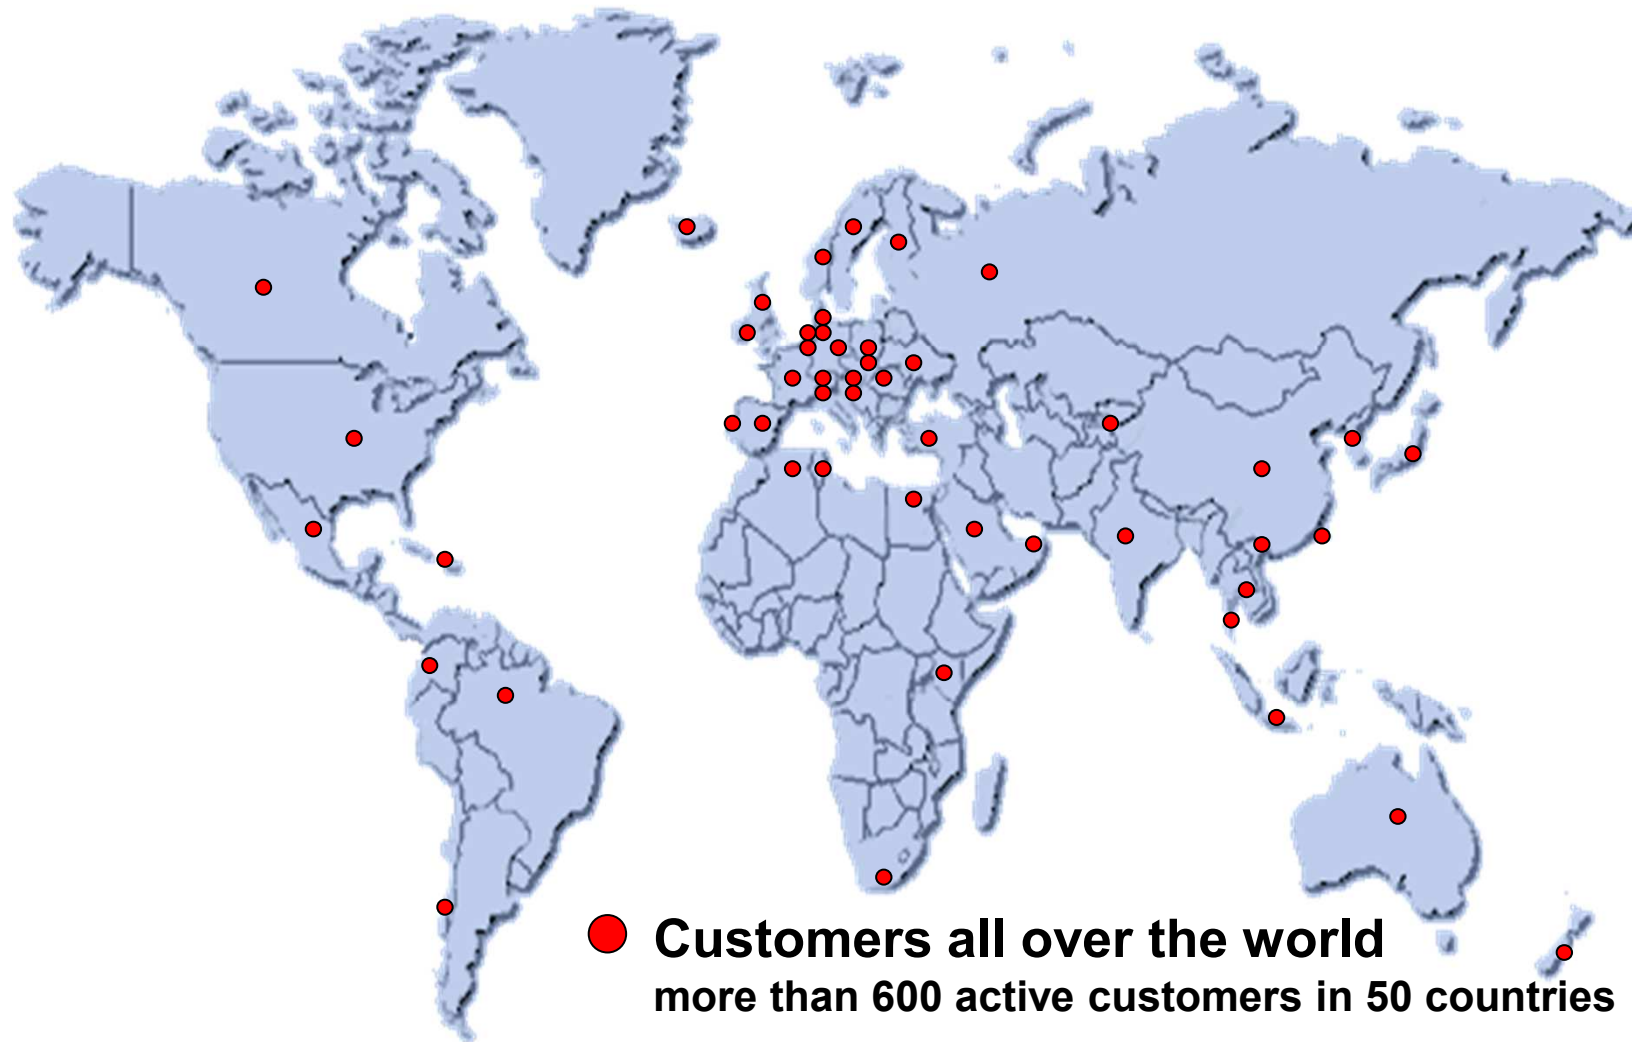 Customers all over the world
more than 600 active customers in 50 countries